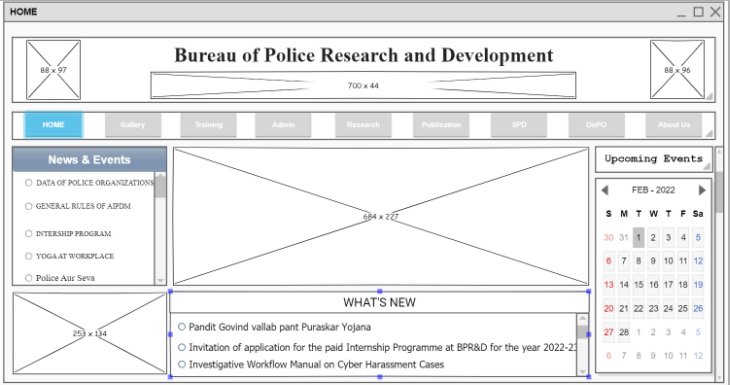 HOME
Bureau of Police Research and Development
88 x 97
700 x 44
88 x 96
HOME
Gallery
Training
Admin
Research
Publication
SPD
DaPO
About Us
News & Events
DATA OF POLICE ORGANIZATIONS
GENERAL RULES OF AIPDM
INTERSHIP PROGRAM
YOGA AT WORKPLACE
Police Aur Seva
684 x 227
Upcoming Events
FEB - 2022
S M T W T F Sa
30 31 1 2 3 4 5
6 7 8 9 10 11 12
13 14 15 16 17 18 19
20 21 22 23 24 25 26
27 28 1 2 3 4 5
6 7 8 9 10 11 12
253 x 134
WHAT'S NEW
Pandit Govind vallab pant Puraskar Yojana
Invitation of application for the paid Internship Programme at BPR&D for the year 2022-23
Investigative Workflow Manual on Cyber Harassment Cases